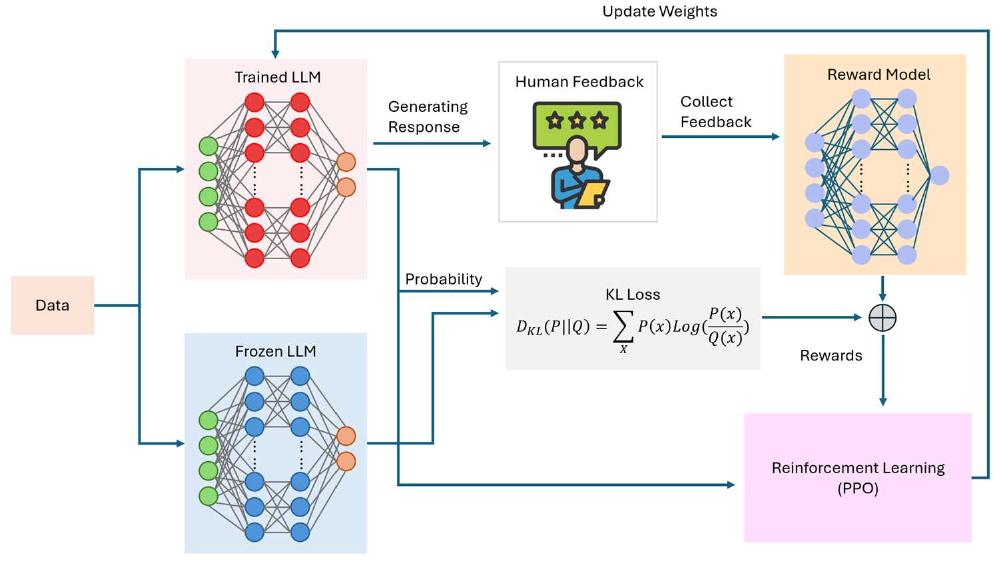 Update Weights
Trained LLM
Generating
Response
Human Feedback
Collect
Feedback
Reward Model
Data
Probability
KL Loss
D_{KL}(P||Q) = \sum_X P(x)Log(\frac{P(x)}{Q(x)})
Rewards
Frozen LLM
Reinforcement Learning
(PPO)